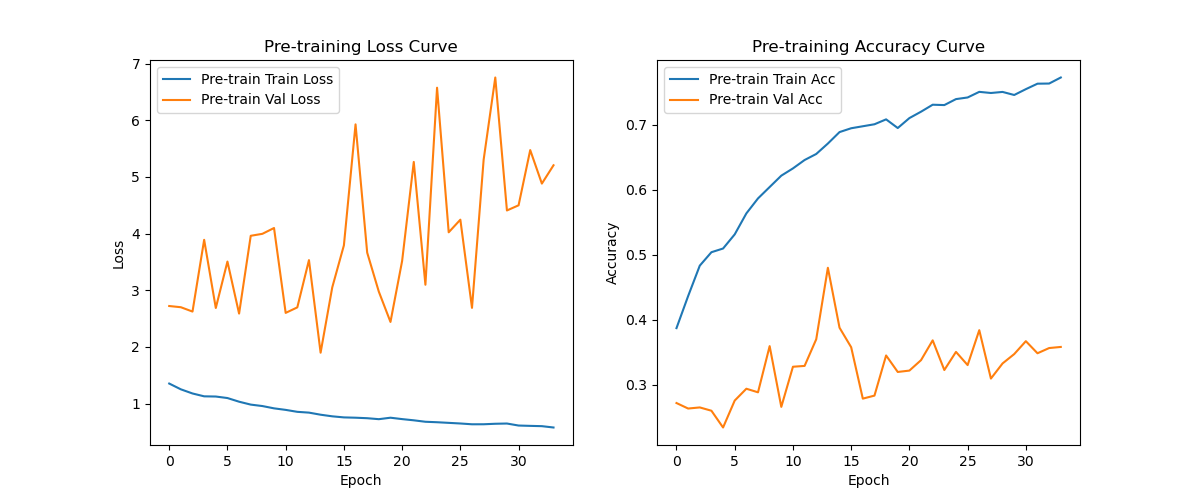 Pre-training Loss Curve
Pre-train Train Loss
Pre-train Val Loss
Loss
7
6
5
4
3
2
1
0
5
10
15
20
25
30
Epoch
Pre-training Accuracy Curve
Pre-train Train Acc
Pre-train Val Acc
Accuracy
0.7
0.6
0.5
0.4
0.3
0
5
10
15
20
25
30
Epoch